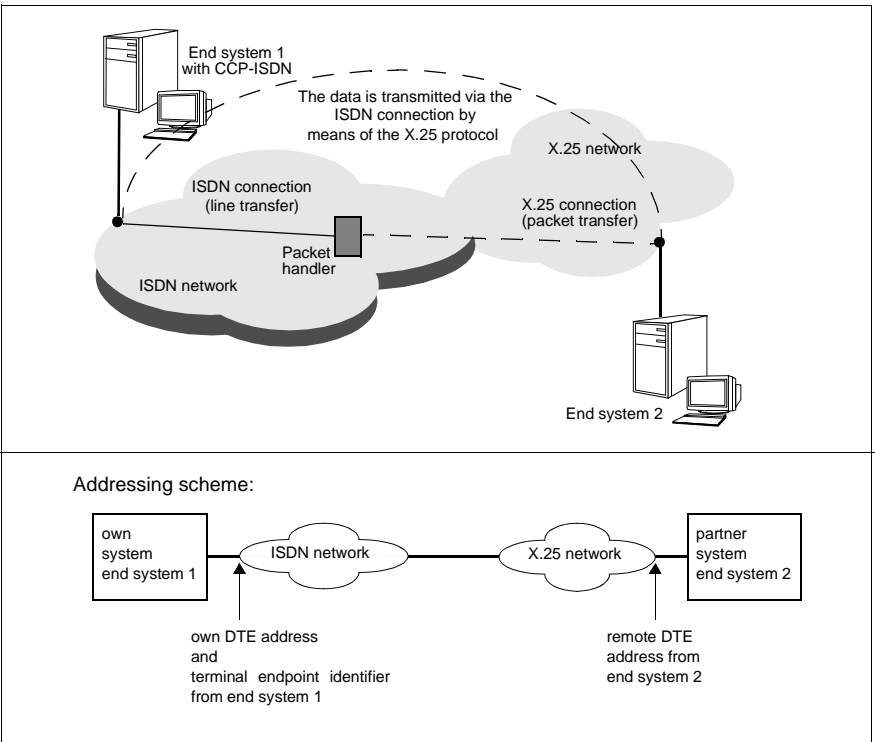 End system 1
with CCP-ISDN
The data is transmitted via the
ISDN connection by
means of the X.25 protocol
X.25 network
ISDN connection
(line transfer)
X.25 connection
(packet transfer)
Packet
handler
ISDN network
End system 2
Addressing scheme:
own
system
end system 1
ISDN network
X.25 network
partner
system
end system 2
own DTE address
and
terminal endpoint identifier
from end system 1
remote DTE
address from
end system 2